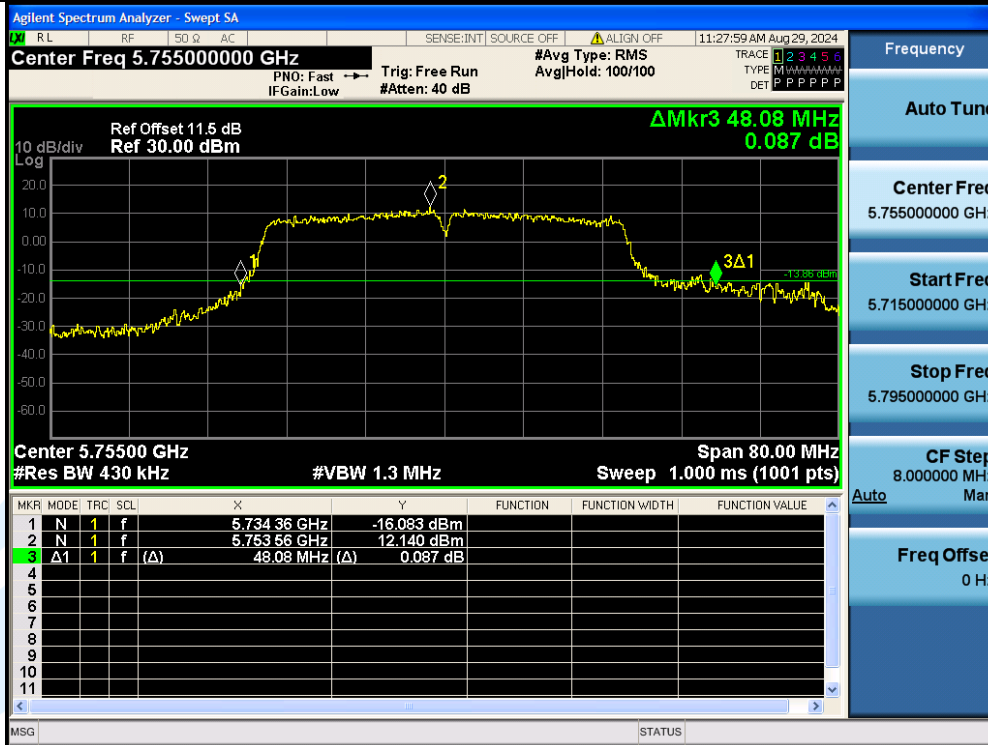 Agilent Spectrum Analyzer - Swept SA
LXI RL RF 50 Ω AC SENSE:INT SOURCE OFF ALIGN OFF 11:27:59 AM Aug 29, 2024
Center Freq 5.755000000 GHz
PNO: Fast
IFGain:Low
Trig: Free Run
#Atten: 40 dB
#Avg Type: RMS
Avg|Hold: 100/100
TRACE 1 2 3 4 5 6
TYPE M
DET P P P P P P
Ref Offset 11.5 dB
10 dB/div Ref 30.00 dBm
Log
ΔMkr3 48.08 MHz
0.087 dB
20.0
10.0
0.00
-10.0
-20.0
-30.0
-40.0
-50.0
-60.0
1
2
3Δ1
-13.86 dBm
Center 5.75500 GHz Span 80.00 MHz
#Res BW 430 kHz #VBW 1.3 MHz Sweep 1.000 ms (1001 pts)
MKR MODE TRC SCL X Y FUNCTION FUNCTION WIDTH FUNCTION VALUE
1 N 1 f 5.734 36 GHz -16.083 dBm
2 N 1 f 5.753 56 GHz 12.140 dBm
3 Δ1 1 f (Δ) 48.08 MHz (Δ) 0.087 dB
4
5
6
7
8
9
10
11
MSG STATUS
Frequency
Auto Tune
Center Freq
5.755000000 GHz
Start Freq
5.715000000 GHz
Stop Freq
5.795000000 GHz
CF Step
8.000000 MHz
Auto Man
Freq Offset
0 Hz